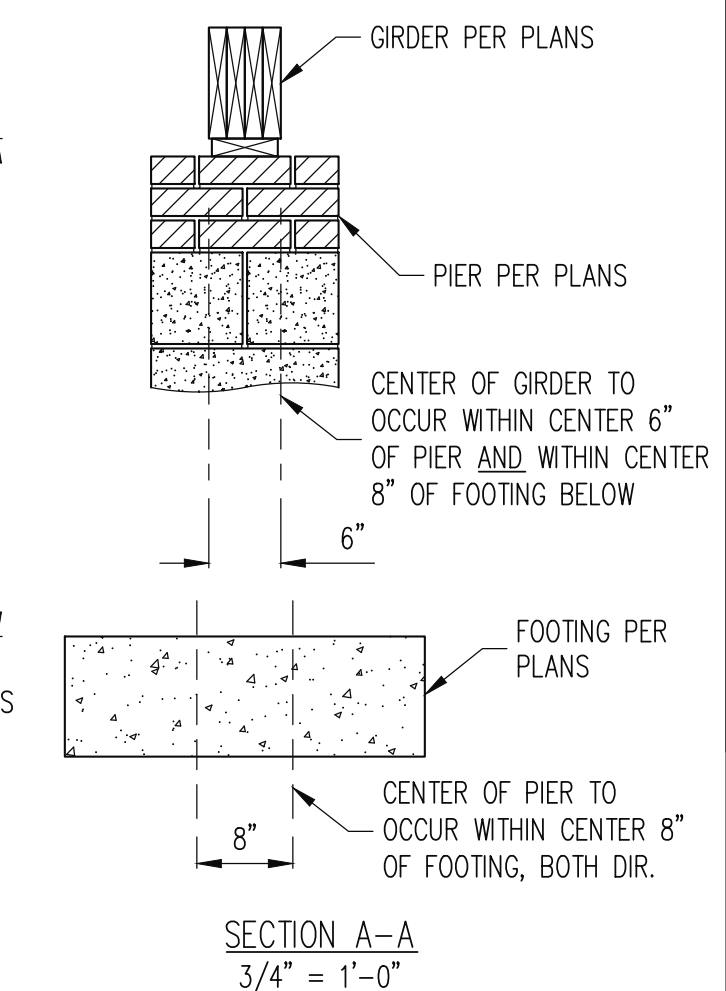 GIRDER PER PLANS
PIER PER PLANS
CENTER OF GIRDER TO
OCCUR WITHIN CENTER 6”
OF PIER AND WITHIN CENTER
8” OF FOOTING BELOW
6”
FOOTING PER
PLANS
S
CENTER OF PIER TO
OCCUR WITHIN CENTER 8”
OF FOOTING, BOTH DIR.
8”
SECTION A–A
3/4” = 1’–0”